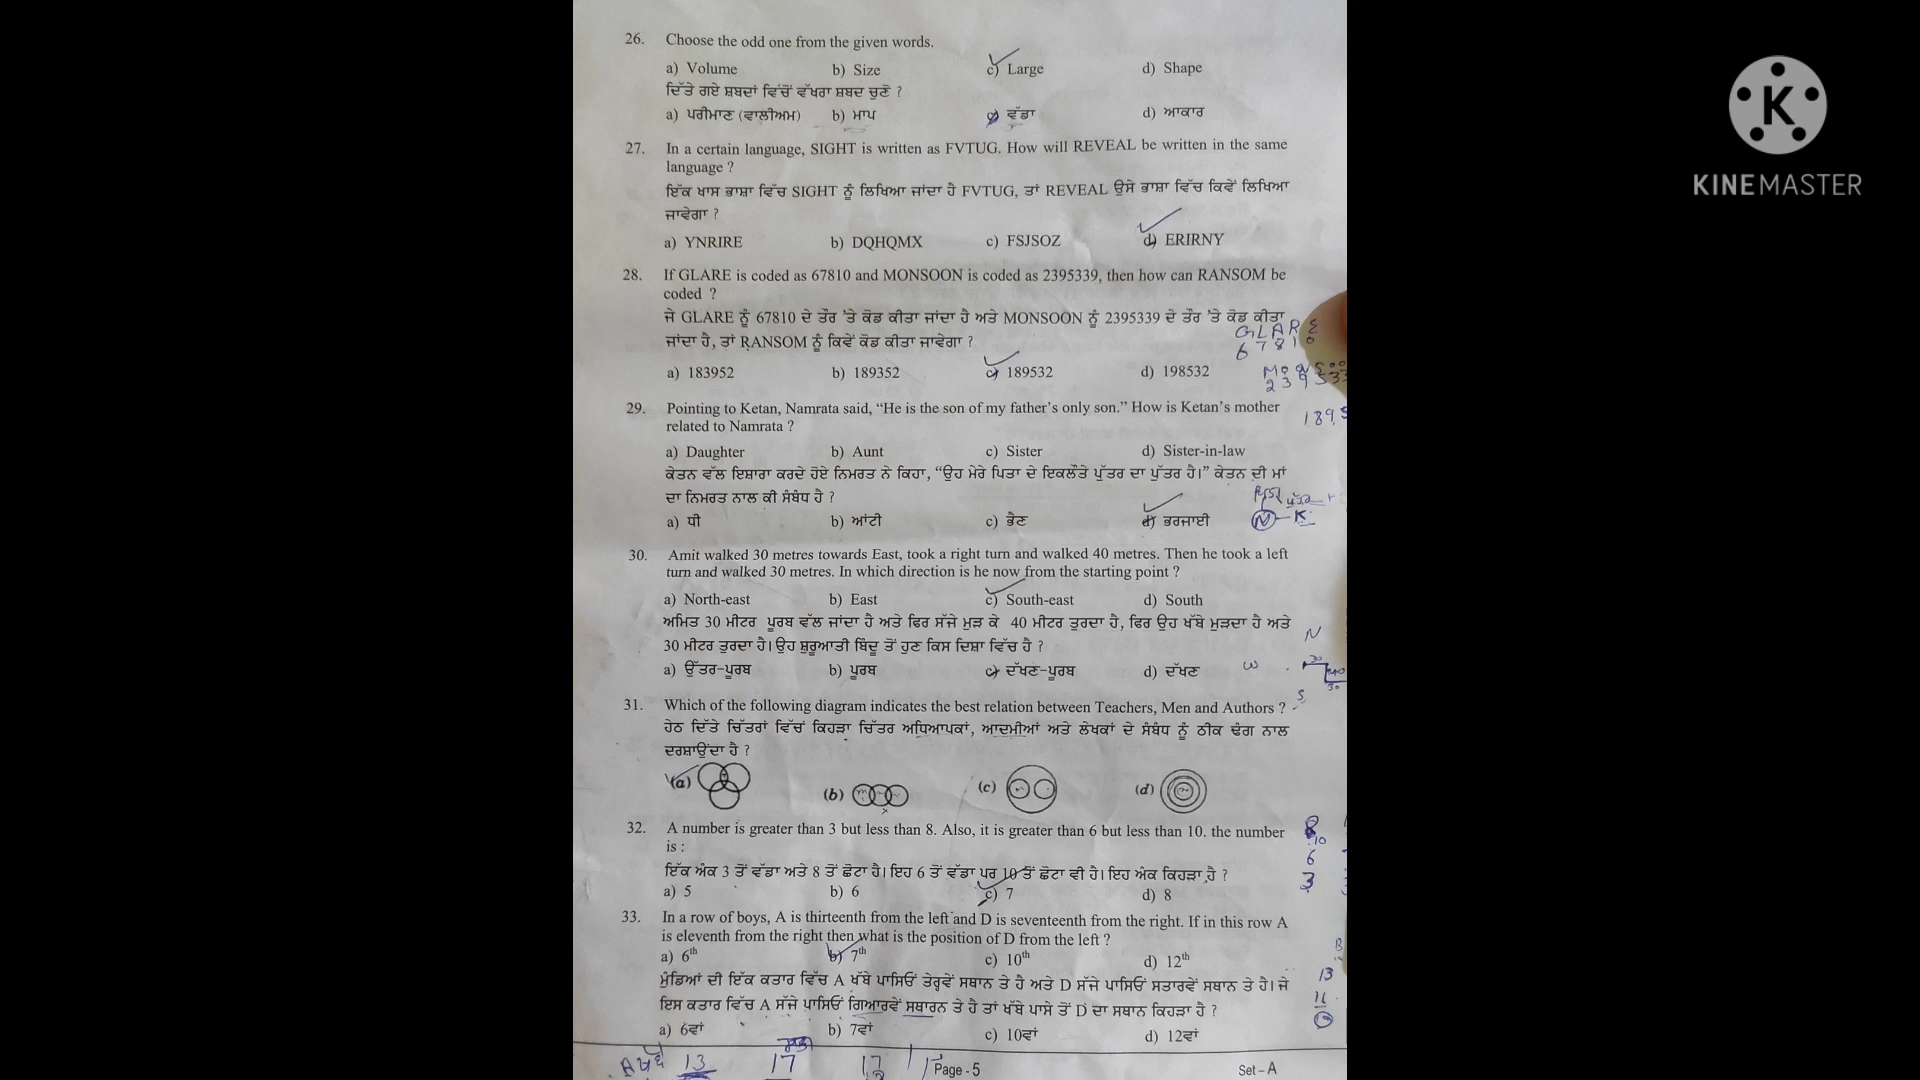 26. Choose the odd one from the given words.
a) Volume b) Size c) Large d) Shape
ਦਿੱਤੇ ਗਏ ਸ਼ਬਦਾਂ ਵਿਚੋਂ ਵੱਖਰਾ ਸ਼ਬਦ ਚੁਣੋ ?
a) ਪਰੀਮਾਣ (ਵਾਲੀਅਮ) b) ਮਾਪ c) ਵੱਡਾ d) ਆਕਾਰ
27. In a certain language, SIGHT is written as FVTUG. How will REVEAL be written in the same
language ?
ਇੱਕ ਖਾਸ ਭਾਸ਼ਾ ਵਿੱਚ SIGHT ਨੂੰ ਲਿਖਿਆ ਜਾਂਦਾ ਹੈ FVTUG, ਤਾਂ REVEAL ਉਸੇ ਭਾਸ਼ਾ ਵਿੱਚ ਕਿਵੇਂ ਲਿਖਿਆ
ਜਾਵੇਗਾ ?
a) YNRIRE b) DQHQMX c) FSJSOZ d) ERIRNY
28. If GLARE is coded as 67810 and MONSOON is coded as 2395339, then how can RANSOM be
coded ?
ਜੇ GLARE ਨੂੰ 67810 ਦੇ ਤੌਰ 'ਤੇ ਕੋਡ ਕੀਤਾ ਜਾਂਦਾ ਹੈ ਅਤੇ MONSOON ਨੂੰ 2395339 ਦੇ ਤੌਰ 'ਤੇ ਕੋਡ ਕੀਤਾ
ਜਾਂਦਾ ਹੈ, ਤਾਂ RANSOM ਨੂੰ ਕਿਵੇਂ ਕੋਡ ਕੀਤਾ ਜਾਵੇਗਾ ?
GLARE
6781
a) 183952 b) 189352 c) 189532 d) 198532
29. Pointing to Ketan, Namrata said, “He is the son of my father's only son.” How is Ketan's mother
related to Namrata ?
a) Daughter b) Aunt c) Sister d) Sister-in-law
ਕੇਤਨ ਵੱਲ ਇਸ਼ਾਰਾ ਕਰਦੇ ਹੋਏ ਨਿਮਰਤ ਨੇ ਕਿਹਾ, “ਉਹ ਮੇਰੇ ਪਿਤਾ ਦੇ ਇਕਲੌਤੇ ਪੁੱਤਰ ਦਾ ਪੁੱਤਰ ਹੈ।” ਕੇਤਨ ਦੀ ਮਾਂ
ਦਾ ਨਿਮਰਤ ਨਾਲ ਕੀ ਸੰਬੰਧ ਹੈ ?
a) ਧੀ b) ਆਂਟੀ c) ਭੈਣ d) ਭਰਜਾਈ
N K
30. Amit walked 30 metres towards East, took a right turn and walked 40 metres. Then he took a left
turn and walked 30 metres. In which direction is he now from the starting point ?
a) North-east b) East c) South-east d) South
ਅਮਿਤ 30 ਮੀਟਰ ਪੂਰਬ ਵੱਲ ਜਾਂਦਾ ਹੈ ਅਤੇ ਫਿਰ ਸੱਜੇ ਮੁੜ ਕੇ 40 ਮੀਟਰ ਤੁਰਦਾ ਹੈ, ਫਿਰ ਉਹ ਖੱਬੇ ਮੁੜਦਾ ਹੈ ਅਤੇ
30 ਮੀਟਰ ਤੁਰਦਾ ਹੈ। ਉਹ ਸ਼ੁਰੂਆਤੀ ਬਿੰਦੂ ਤੋਂ ਹੁਣ ਕਿਸ ਦਿਸ਼ਾ ਵਿੱਚ ਹੈ ?
a) ਉੱਤਰ-ਪੂਰਬ b) ਪੂਰਬ c) ਦੱਖਣ-ਪੂਰਬ d) ਦੱਖਣ
N
W
S
31. Which of the following diagram indicates the best relation between Teachers, Men and Authors ?
ਹੇਠ ਦਿੱਤੇ ਚਿੱਤਰਾਂ ਵਿੱਚਾਂ ਕਿਹੜਾ ਚਿੱਤਰ ਅਧਿਆਪਕਾਂ, ਆਦਮੀਆਂ ਅਤੇ ਲੇਖਕਾਂ ਦੇ ਸੰਬੰਧ ਨੂੰ ਠੀਕ ਢੰਗ ਨਾਲ
ਦਰਸ਼ਾਉਂਦਾ ਹੈ ?
(a) (b) (c) (d)
32. A number is greater than 3 but less than 8. Also, it is greater than 6 but less than 10. the number
is :
ਇੱਕ ਅੰਕ 3 ਤੋਂ ਵੱਡਾ ਅਤੇ 8 ਤੋਂ ਛੋਟਾ ਹੈ। ਇਹ 6 ਤੋਂ ਵੱਡਾ ਪਰ 10 ਤੋਂ ਛੋਟਾ ਵੀ ਹੈ। ਇਹ ਅੰਕ ਕਿਹੜਾ ਹੈ ?
a) 5 b) 6 c) 7 d) 8
8
10
6
3
33. In a row of boys, A is thirteenth from the left and D is seventeenth from the right. If in this row A
is eleventh from the right then what is the position of D from the left ?
a) 6th b) 7th c) 10th d) 12th
ਮੁੰਡਿਆਂ ਦੀ ਇੱਕ ਕਤਾਰ ਵਿੱਚ A ਖੱਬੇ ਪਾਸਿਓਂ ਤੇਰ੍ਹਵੇਂ ਸਥਾਨ ਤੇ ਹੈ ਅਤੇ D ਸੱਜੇ ਪਾਸਿਓਂ ਸਤਾਰਵੇਂ ਸਥਾਨ ਤੇ ਹੈ। ਜੇ
ਇਸ ਕਤਾਰ ਵਿੱਚ A ਸੱਜੇ ਪਾਸਿਓਂ ਗਿਆਰਵੇਂ ਸਥਾਰਨ ਤੇ ਹੈ ਤਾਂ ਖੱਬੇ ਪਾਸੇ ਤੋਂ D ਦਾ ਸਥਾਨ ਕਿਹੜਾ ਹੈ ?
a) 6ਵਾਂ b) 7ਵਾਂ c) 10ਵਾਂ d) 12ਵਾਂ
13
11
A ਖੱਬੇ 13 17 17
Page - 5 Set – A
K
KINEMASTER